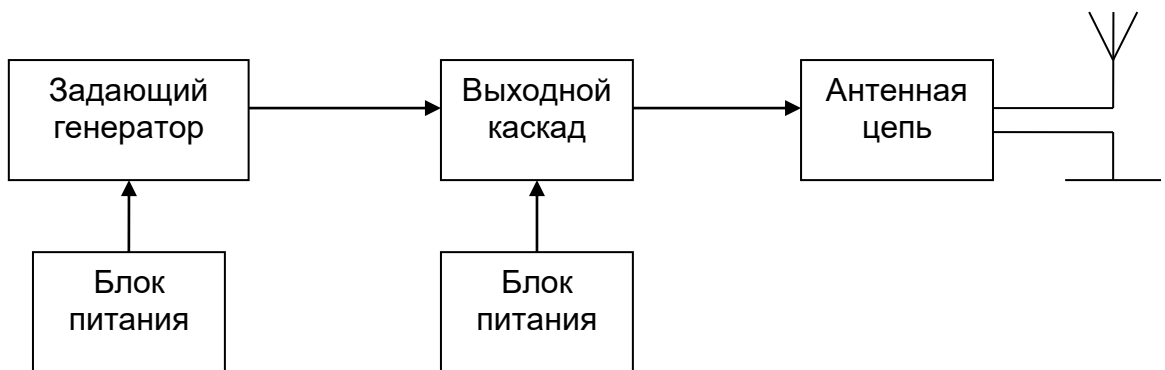 Задающий
генератор
Выходной
каскад
Антенная
цепь
Блок
питания
Блок
питания